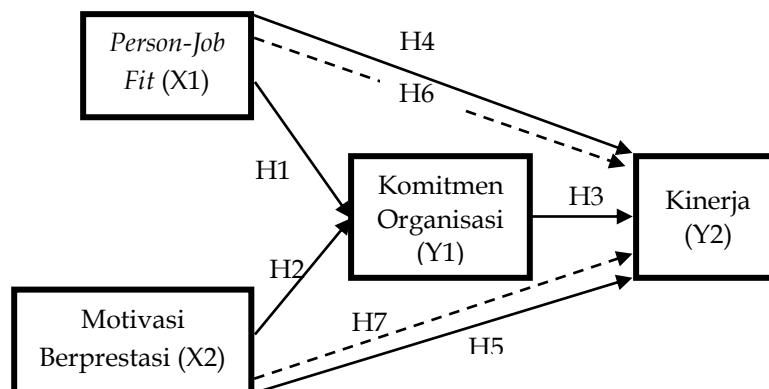 Person-Job
Fit (X1)
H4
H6
H1
Komitmen
Organisasi
(Y1)
H3
Kinerja
(Y2)
H2
Motivasi
Berprestasi (X2)
H7
H5